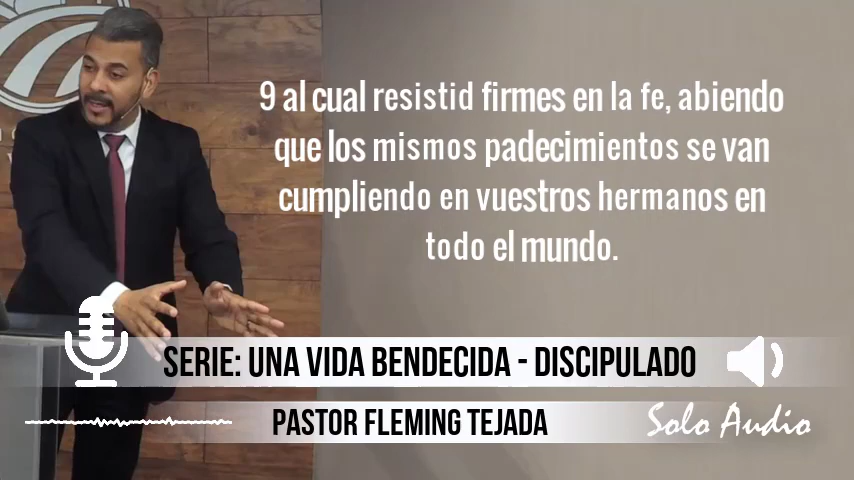 9 al cual resistid firmes en la fe, abiendo
que los mismos padecimientos se van
cumpliendo en vuestros hermanos en
todo el mundo.
SERIE: UNA VIDA BENDECIDA - DISCIPULADO
PASTOR FLEMING TEJADA
Solo Audio